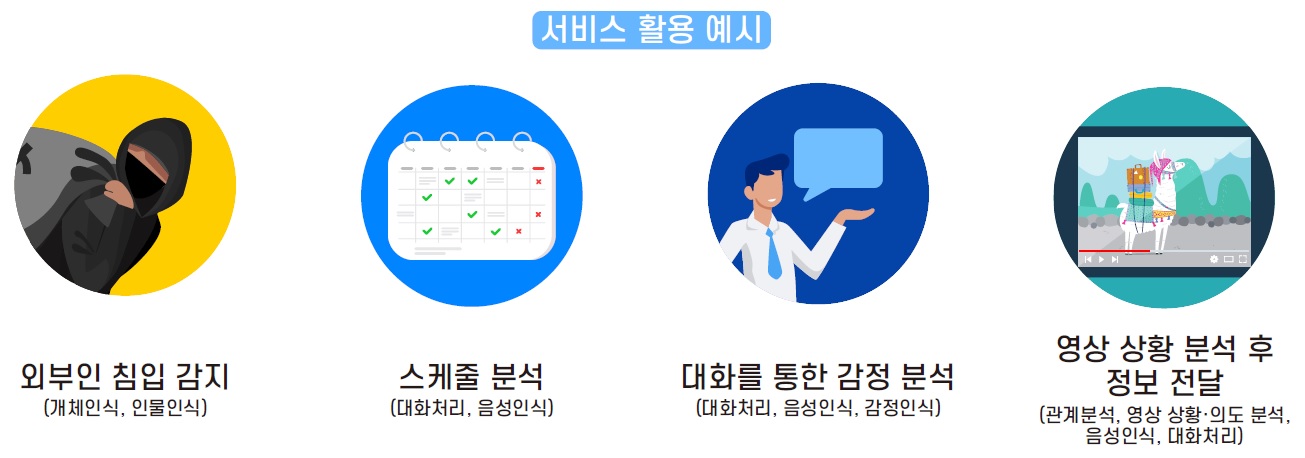 서비스 활용 예시
외부인 침입 감지
(개체인식, 인물인식)
스케줄 분석
(대화처리, 음성인식)
대화를 통한 감정 분석
(대화처리, 음성인식, 감정인식)
영상 상황 분석 후
정보 전달
(관계분석, 영상 상황·의도 분석,
음성인식, 대화처리)